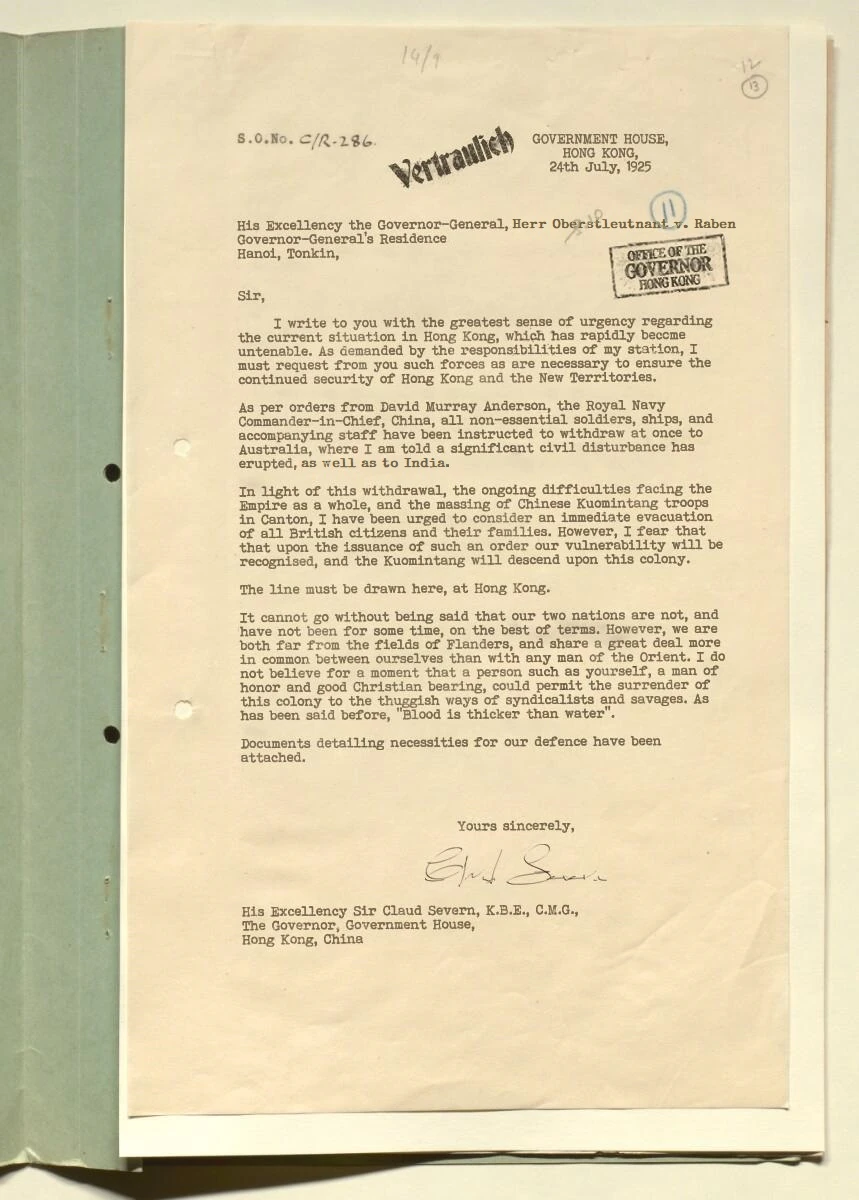 14/9
12
13
S.O.No. C/R-286.
Vertraulich
GOVERNMENT HOUSE,
HONG KONG,
24th July, 1925
11
His Excellency the Governor-General, Herr Oberstleutnant v. Raben
Governor-General's Residence
Hanoi, Tonkin,
OFFICE OF THE
GOVERNOR
HONG KONG
Sir,
I write to you with the greatest sense of urgency regarding
the current situation in Hong Kong, which has rapidly become
untenable. As demanded by the responsibilities of my station, I
must request from you such forces as are necessary to ensure the
continued security of Hong Kong and the New Territories.
As per orders from David Murray Anderson, the Royal Navy
Commander-in-Chief, China, all non-essential soldiers, ships, and
accompanying staff have been instructed to withdraw at once to
Australia, where I am told a significant civil disturbance has
erupted, as well as to India.
In light of this withdrawal, the ongoing difficulties facing the
Empire as a whole, and the massing of Chinese Kuomintang troops
in Canton, I have been urged to consider an immediate evacuation
of all British citizens and their families. However, I fear that
that upon the issuance of such an order our vulnerability will be
recognised, and the Kuomintang will descend upon this colony.
The line must be drawn here, at Hong Kong.
It cannot go without being said that our two nations are not, and
have not been for some time, on the best of terms. However, we are
both far from the fields of Flanders, and share a great deal more
in common between ourselves than with any man of the Orient. I do
not believe for a moment that a person such as yourself, a man of
honor and good Christian bearing, could permit the surrender of
this colony to the thuggish ways of syndicalists and savages. As
has been said before, "Blood is thicker than water".
Documents detailing necessities for our defence have been
attached.
Yours sincerely,
His Excellency Sir Claud Severn, K.B.E., C.M.G.,
The Governor, Government House,
Hong Kong, China